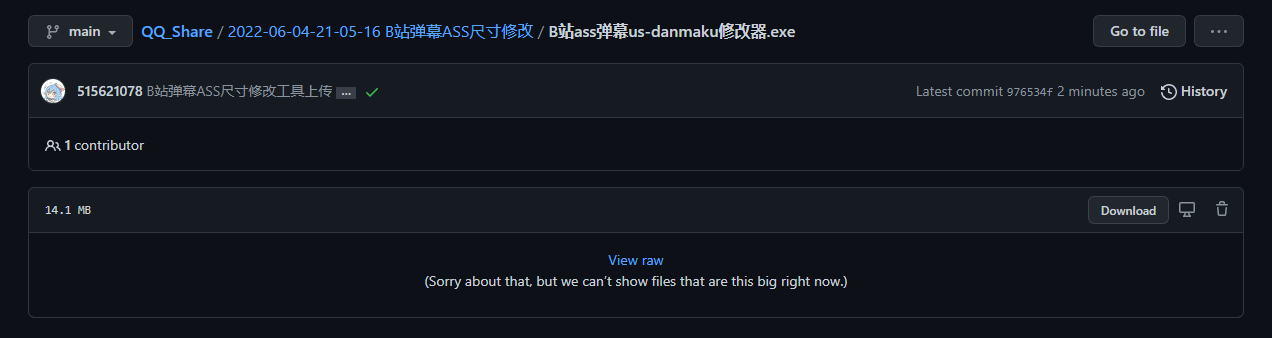 main QQ_Share / 2022-06-04-21-05-16 B站弹幕ASS尺寸修改 / B站ass弹幕us-danmaku修改器.exe Go to file ...
515621078 B站弹幕ASS尺寸修改工具上传 ... Latest commit 976534f 2 minutes ago History
1 contributor
14.1 MB Download
View raw
(Sorry about that, but we can’t show files that are this big right now.)